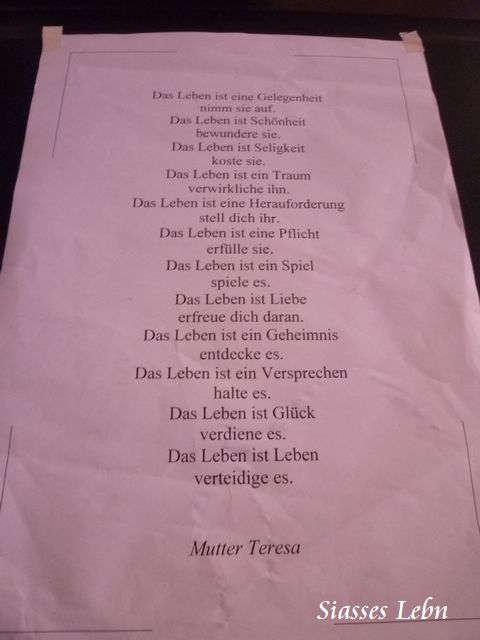 Das Leben ist eine Gelegenheit
nimm sie auf.
Das Leben ist Schönheit
bewundere sie.
Das Leben ist Seligkeit
koste sie.
Das Leben ist ein Traum
verwirkliche ihn.
Das Leben ist eine Herauforderung
stell dich ihr.
Das Leben ist eine Pflicht
erfülle sie.
Das Leben ist ein Spiel
spiele es.
Das Leben ist Liebe
erfreue dich daran.
Das Leben ist ein Geheimnis
entdecke es.
Das Leben ist ein Versprechen
halte es.
Das Leben ist Glück
verdiene es.
Das Leben ist Leben
verteidige es.
Mutter Teresa
Siasses Lebn